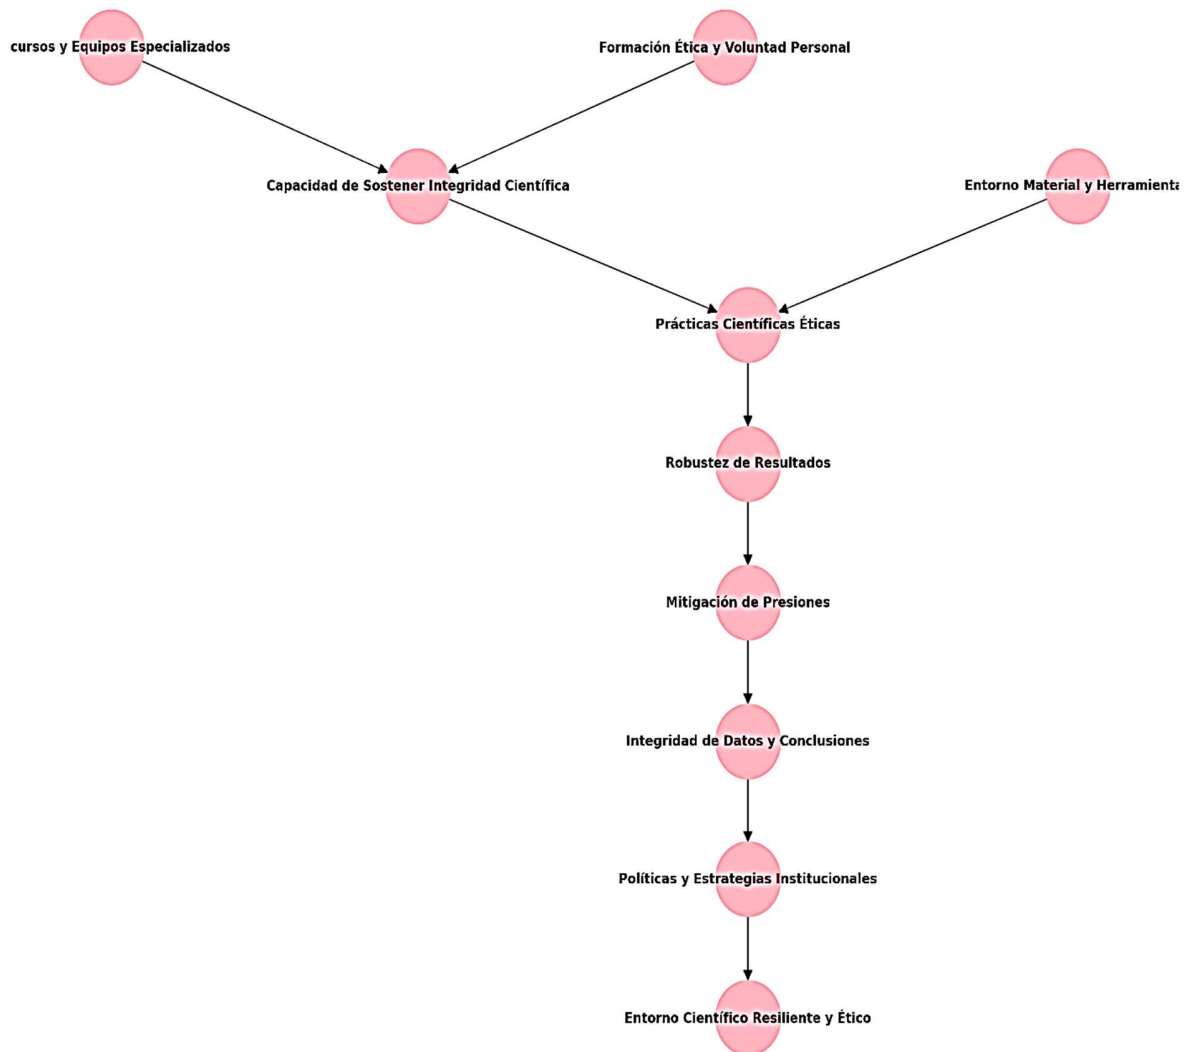 cursos y Equipos Especializados
Formación Ética y Voluntad Personal
Capacidad de Sostener Integridad Científica
Entorno Material y Herramienta
Prácticas Científicas Éticas
Robustez de Resultados
Mitigación de Presiones
Integridad de Datos y Conclusiones
Políticas y Estrategias Institucionales
Entorno Científico Resiliente y Ético